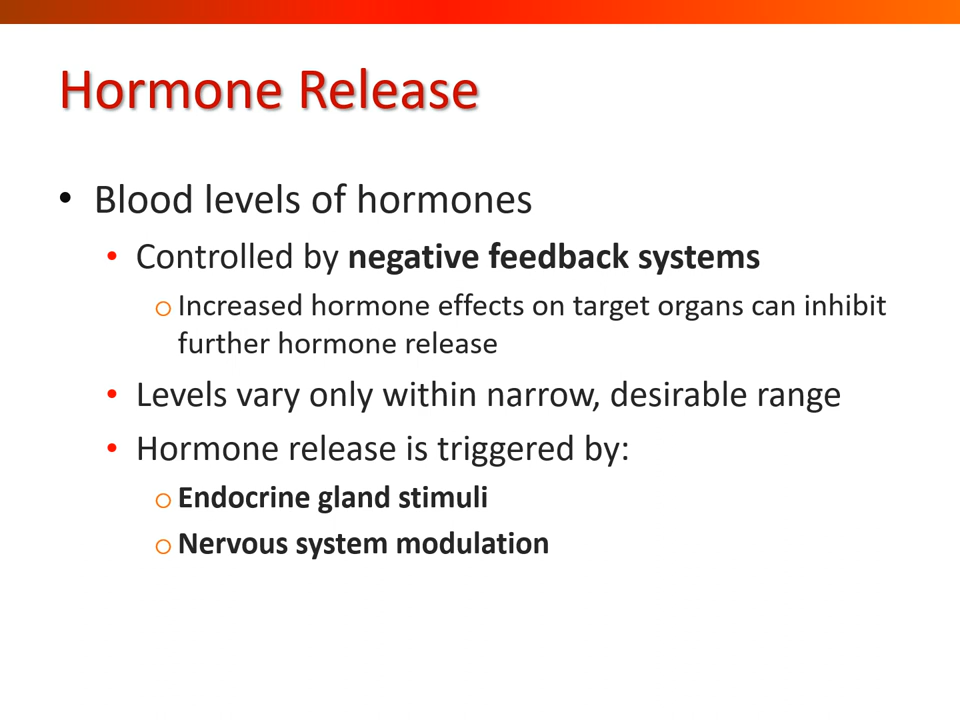 Hormone Release
• Blood levels of hormones
• Controlled by negative feedback systems
o Increased hormone effects on target organs can inhibit
further hormone release
• Levels vary only within narrow, desirable range
• Hormone release is triggered by:
o Endocrine gland stimuli
o Nervous system modulation